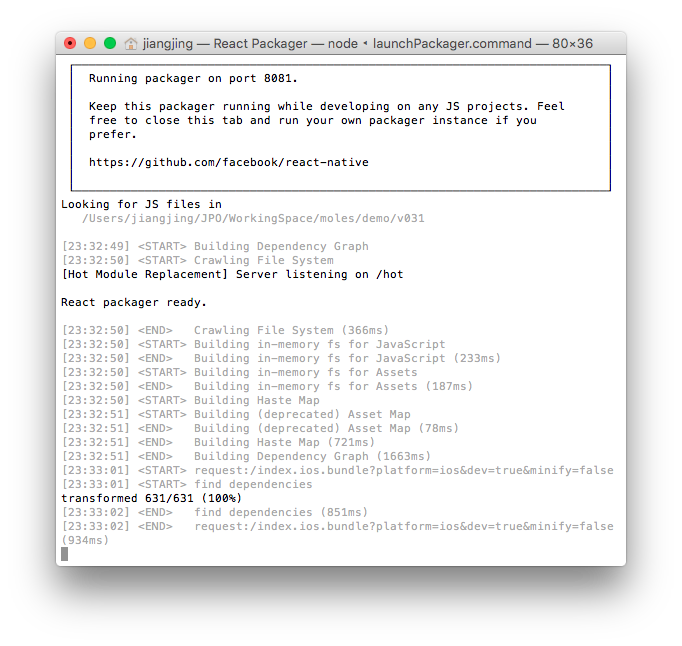 jiangjing — React Packager — node ◂ launchPackager.command — 80×36
Running packager on port 8081.
Keep this packager running while developing on any JS projects. Feel
free to close this tab and run your own packager instance if you
prefer.
https://github.com/facebook/react-native
Looking for JS files in
/Users/jiangjing/JPO/WorkingSpace/moles/demo/v031
[23:32:49] <START> Building Dependency Graph
[23:32:50] <START> Crawling File System
[Hot Module Replacement] Server listening on /hot
React packager ready.
[23:32:50] <END>   Crawling File System (366ms)
[23:32:50] <START> Building in-memory fs for JavaScript
[23:32:50] <END>   Building in-memory fs for JavaScript (233ms)
[23:32:50] <START> Building in-memory fs for Assets
[23:32:50] <END>   Building in-memory fs for Assets (187ms)
[23:32:50] <START> Building Haste Map
[23:32:51] <START> Building (deprecated) Asset Map
[23:32:51] <END>   Building (deprecated) Asset Map (78ms)
[23:32:51] <END>   Building Haste Map (721ms)
[23:32:51] <END>   Building Dependency Graph (1663ms)
[23:33:01] <START> request:/index.ios.bundle?platform=ios&dev=true&minify=false
[23:33:01] <START> find dependencies
transformed 631/631 (100%)
[23:33:02] <END>   find dependencies (851ms)
[23:33:02] <END>   request:/index.ios.bundle?platform=ios&dev=true&minify=false
(934ms)